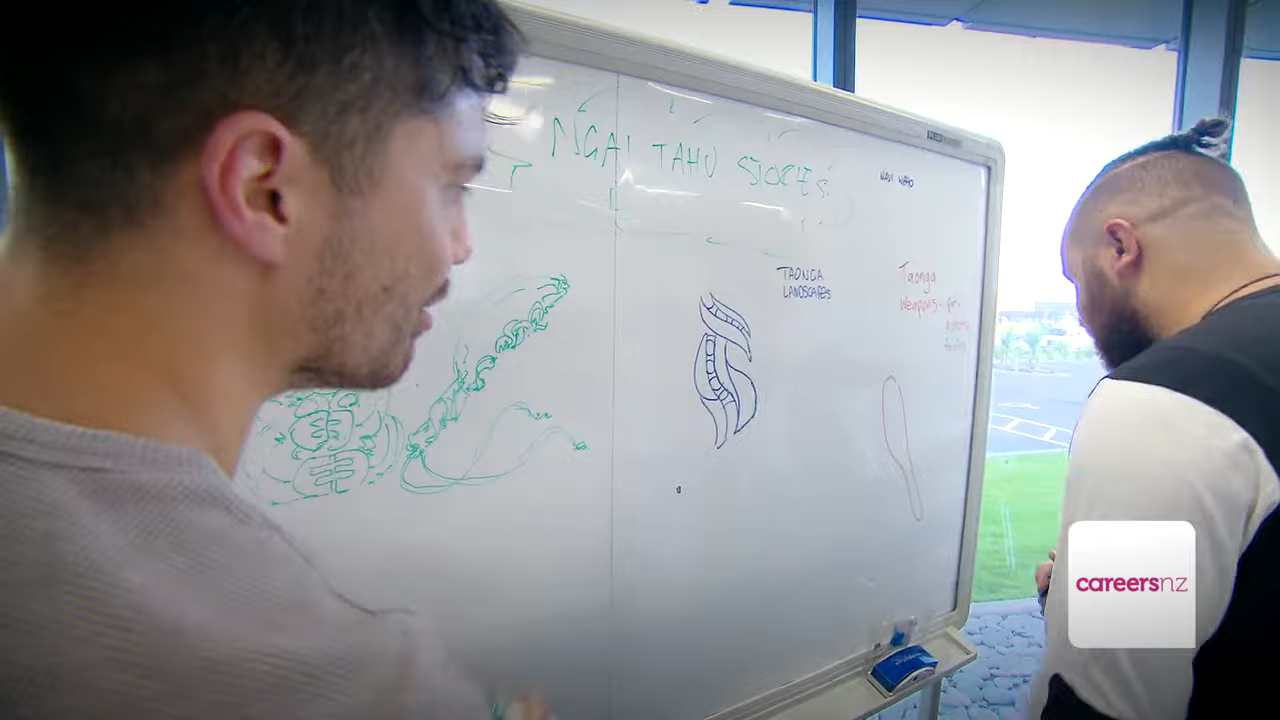 NGAI TAHU STORIES
TAONGA
LANDSCAPES
Taonga
Weapons
careersnz